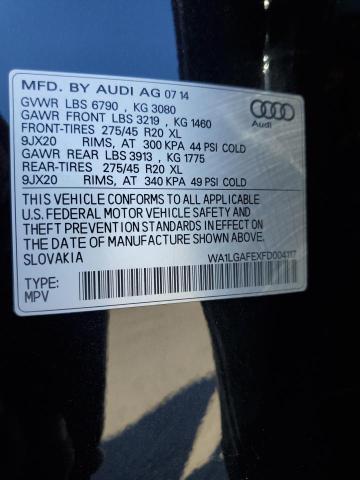 MFD. BY AUDI AG 07 14
GVWR LBS 6790 , KG 3080
GAWR FRONT LBS 3219 , KG 1460
FRONT-TIRES 275/45 R20 XL
9JX20 RIMS, AT 300 KPA 44 PSI COLD
GAWR REAR LBS 3913 , KG 1775
REAR-TIRES 275/45 R20 XL
9JX20 RIMS, AT 340 KPA 49 PSI COLD
Audi
THIS VEHICLE CONFORMS TO ALL APPLICABLE
U.S. FEDERAL MOTOR VEHICLE SAFETY AND
THEFT PREVENTION STANDARDS IN EFFECT ON
THE DATE OF MANUFACTURE SHOWN ABOVE.
SLOVAKIA
WA1LGAFEXFD004117
TYPE:
MPV